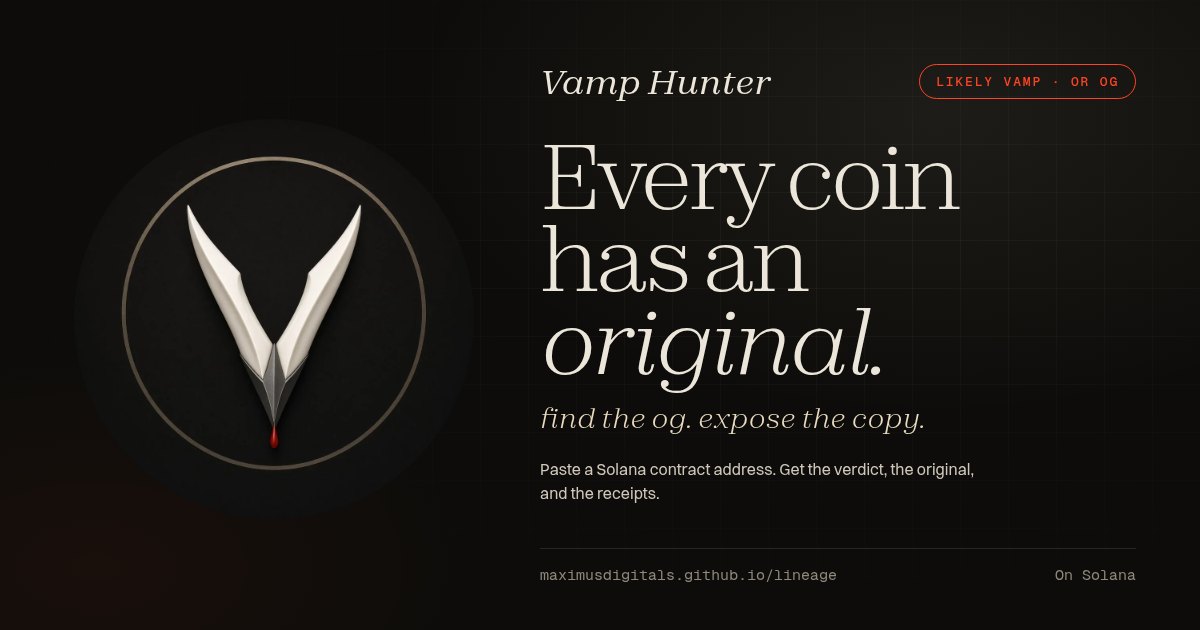 Vamp Hunter
LIKELY VAMP · OR OG
Every coin
has an
original.
find the og. expose the copy.
Paste a Solana contract address. Get the verdict, the original,
and the receipts.
maximusdigitals.github.io/lineage
On Solana